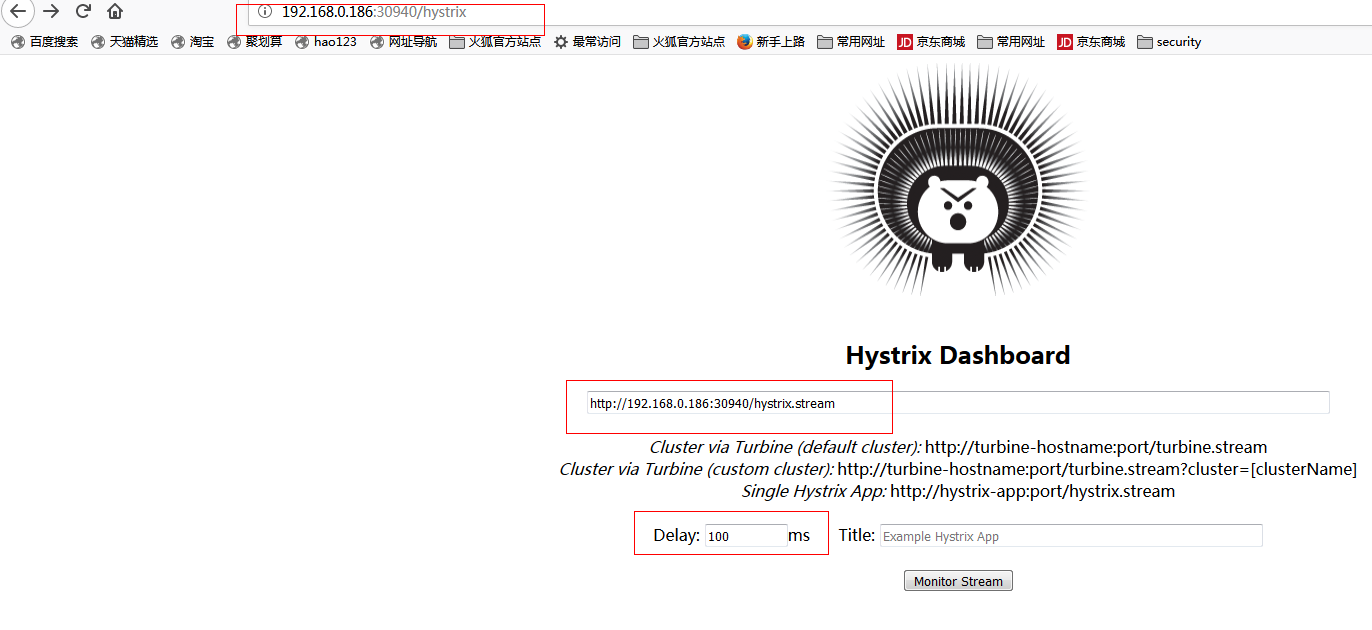 192.168.0.186:30940/hystrix
百度搜索 天猫精选 淘宝 聚划算 hao123 网址导航 火狐官方站点 最常访问 火狐官方站点 新手上路 常用网址 JD 京东商城 常用网址 JD 京东商城 security
Hystrix Dashboard
http://192.168.0.186:30940/hystrix.stream
Cluster via Turbine (default cluster): http://turbine-hostname:port/turbine.stream
Cluster via Turbine (custom cluster): http://turbine-hostname:port/turbine.stream?cluster=[clusterName]
Single Hystrix App: http://hystrix-app:port/hystrix.stream
Delay: 100 ms Title: Example Hystrix App
Monitor Stream